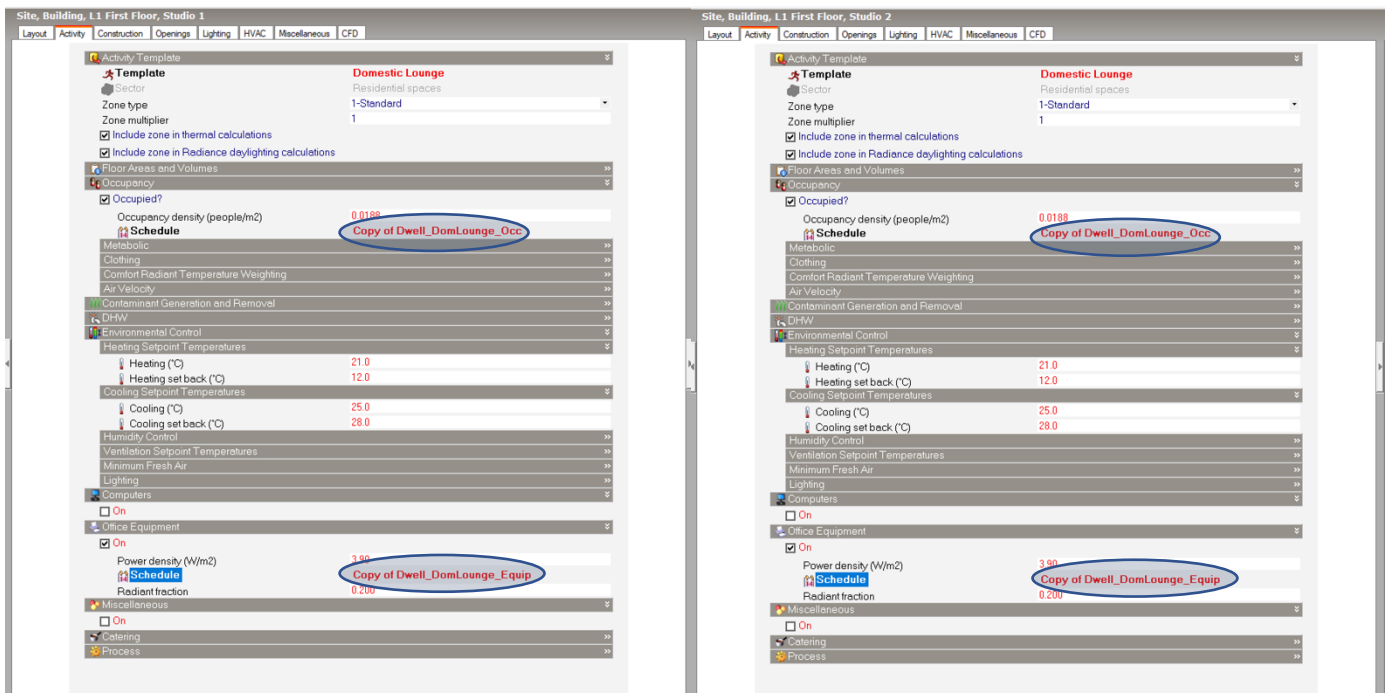 Site, Building, L1 First Floor, Studio 1
Layout Activity Construction Openings Lighting HVAC Miscellaneous CFD
Activity Template
Template Domestic Lounge
Sector Residential spaces
Zone type 1-Standard
Zone multiplier 1
Include zone in thermal calculations
Include zone in Radiance daylighting calculations
Floor Areas and Volumes
Occupancy
Occupied?
Occupancy density (people/m2) 0.0188
Schedule Copy of Dwell_DomLounge_Occ
Metabolic
Clothing
Comfort Radiant Temperature Weighting
Air Velocity
Contaminant Generation and Removal
DHW
Environmental Control
Heating Setpoint Temperatures
Heating (°C) 21.0
Heating set back (°C) 12.0
Cooling Setpoint Temperatures
Cooling (°C) 25.0
Cooling set back (°C) 28.0
Humidity Control
Ventilation Setpoint Temperatures
Minimum Fresh Air
Lighting
Computers
On
Office Equipment
On
Power density (W/m2) 3.90
Schedule Copy of Dwell_DomLounge_Equip
Radiant fraction 0.200
Miscellaneous
On
Catering
Process
Site, Building, L1 First Floor, Studio 2
Layout Activity Construction Openings Lighting HVAC Miscellaneous CFD
Activity Template
Template Domestic Lounge
Sector Residential spaces
Zone type 1-Standard
Zone multiplier 1
Include zone in thermal calculations
Include zone in Radiance daylighting calculations
Floor Areas and Volumes
Occupancy
Occupied?
Occupancy density (people/m2) 0.0188
Schedule Copy of Dwell_DomLounge_Occ
Metabolic
Clothing
Comfort Radiant Temperature Weighting
Air Velocity
Contaminant Generation and Removal
DHW
Environmental Control
Heating Setpoint Temperatures
Heating (°C) 21.0
Heating set back (°C) 12.0
Cooling Setpoint Temperatures
Cooling (°C) 25.0
Cooling set back (°C) 28.0
Humidity Control
Ventilation Setpoint Temperatures
Minimum Fresh Air
Lighting
Computers
On
Office Equipment
On
Power density (W/m2) 3.90
Schedule Copy of Dwell_DomLounge_Equip
Radiant fraction 0.200
Miscellaneous
On
Catering
Process